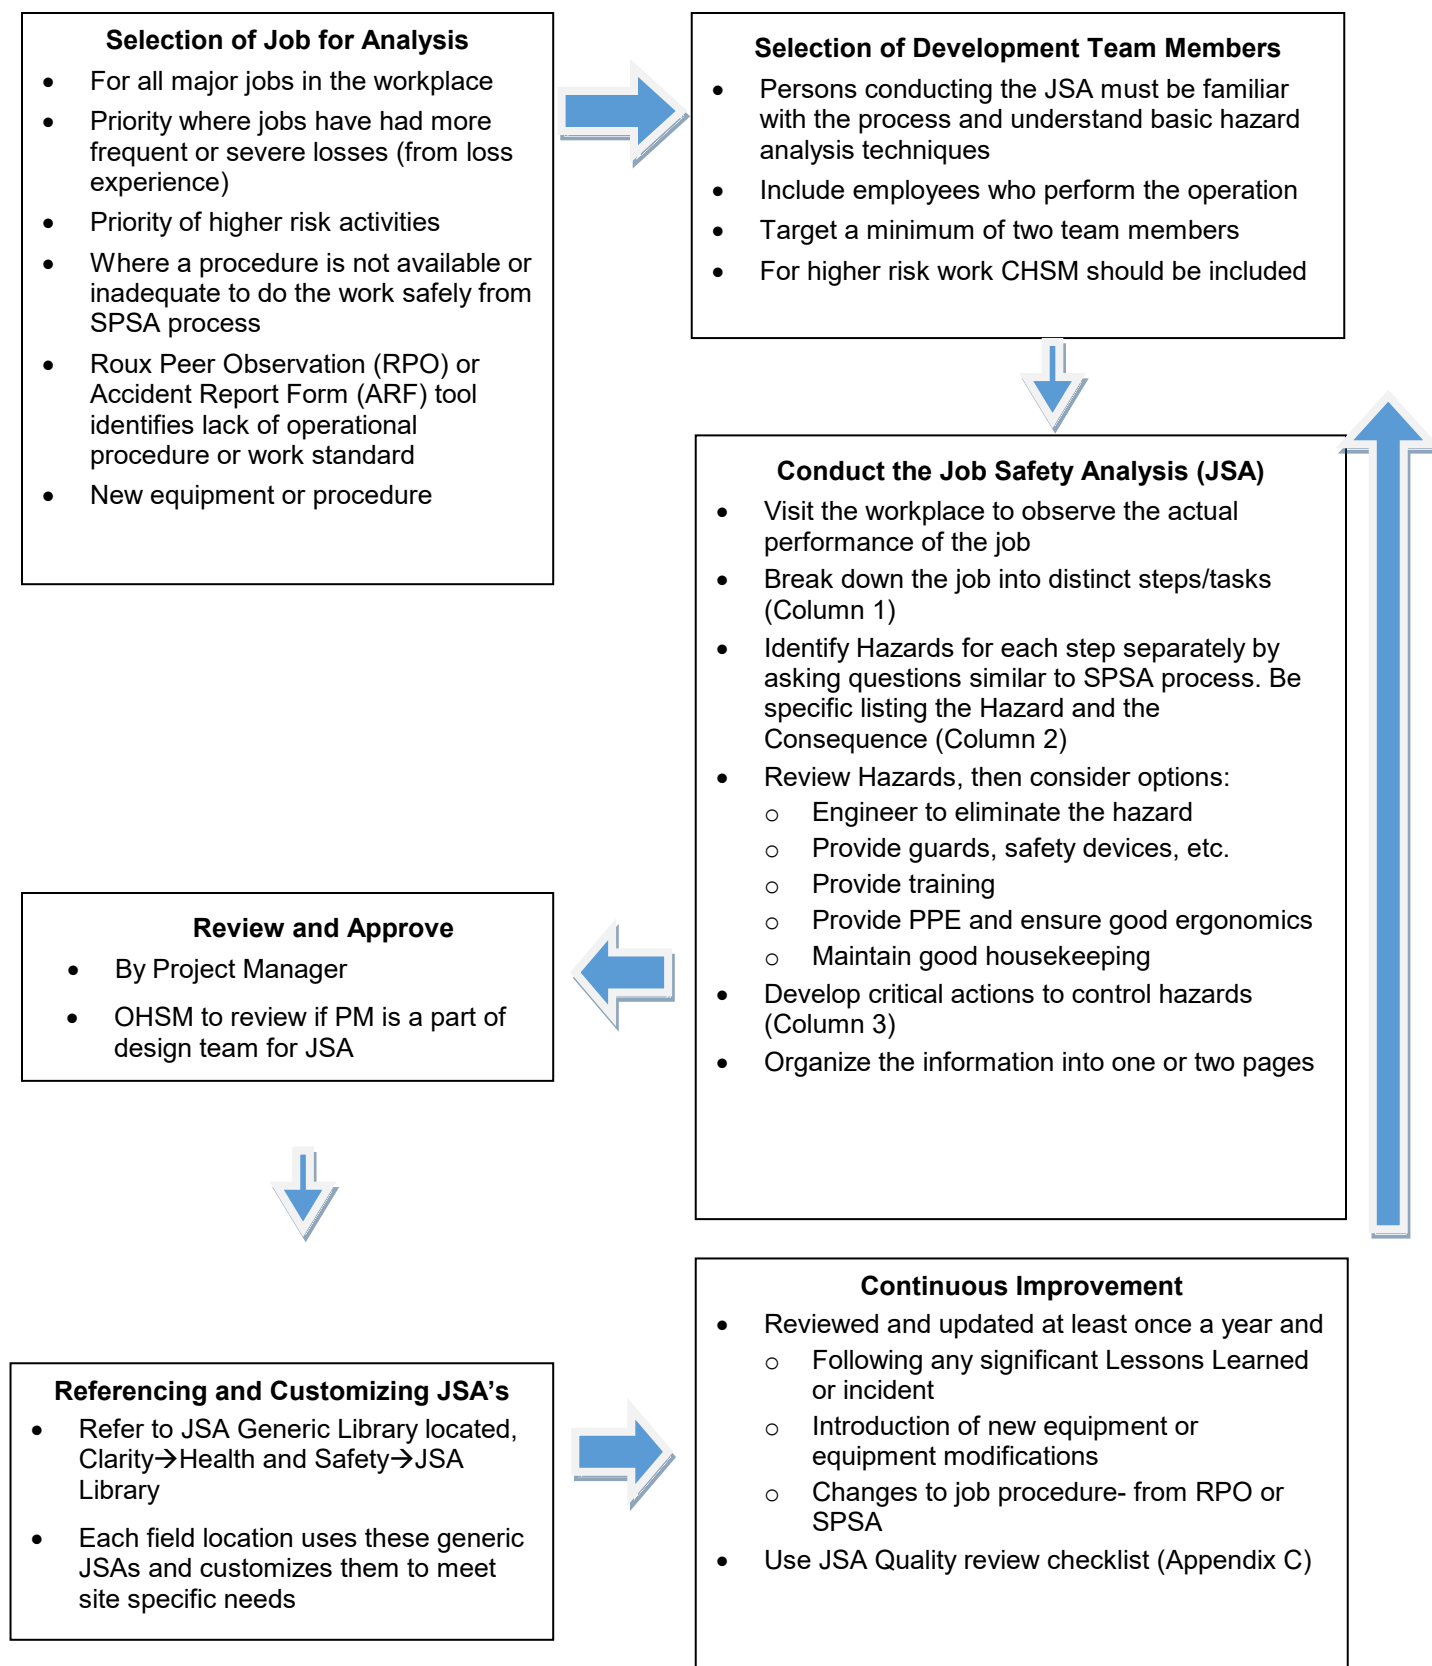 Selection of Job for Analysis
• For all major jobs in the workplace
• Priority where jobs have had more
frequent or severe losses (from loss
experience)
• Priority of higher risk activities
• Where a procedure is not available or
inadequate to do the work safely from
SPSA process
• Roux Peer Observation (RPO) or
Accident Report Form (ARF) tool
identifies lack of operational
procedure or work standard
• New equipment or procedure
Selection of Development Team Members
• Persons conducting the JSA must be familiar
with the process and understand basic hazard
analysis techniques
• Include employees who perform the operation
• Target a minimum of two team members
• For higher risk work CHSM should be included
Conduct the Job Safety Analysis (JSA)
• Visit the workplace to observe the actual
performance of the job
• Break down the job into distinct steps/tasks
(Column 1)
• Identify Hazards for each step separately by
asking questions similar to SPSA process. Be
specific listing the Hazard and the
Consequence (Column 2)
• Review Hazards, then consider options:
o Engineer to eliminate the hazard
o Provide guards, safety devices, etc.
o Provide training
o Provide PPE and ensure good ergonomics
o Maintain good housekeeping
• Develop critical actions to control hazards
(Column 3)
• Organize the information into one or two pages
Review and Approve
• By Project Manager
• OHSM to review if PM is a part of
design team for JSA
Referencing and Customizing JSA’s
• Refer to JSA Generic Library located,
Clarity→Health and Safety→JSA
Library
• Each field location uses these generic
JSAs and customizes them to meet
site specific needs
Continuous Improvement
• Reviewed and updated at least once a year and
o Following any significant Lessons Learned
or incident
o Introduction of new equipment or
equipment modifications
o Changes to job procedure- from RPO or
SPSA
• Use JSA Quality review checklist (Appendix C)